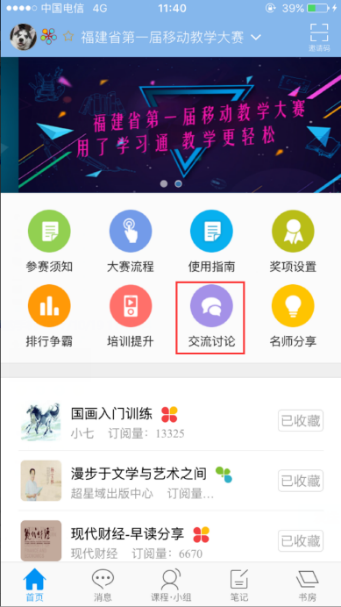 中国电信 4G 11:40 39%
福建省第一届移动教学大赛
邀请码
福建省第一届移动教学大赛
用了学习通 教学更轻松
参赛须知 大赛流程 使用指南 奖项设置
排行争霸 培训提升 交流讨论 名师分享
国画入门训练
已收藏
小七 订阅量：13325
漫步于文学与艺术之间
已收藏
超星域出版中心 订阅量...
现代财经-早读分享
已收藏
现代财经 订阅量：6670
首页 消息 课程·小组 笔记 书房